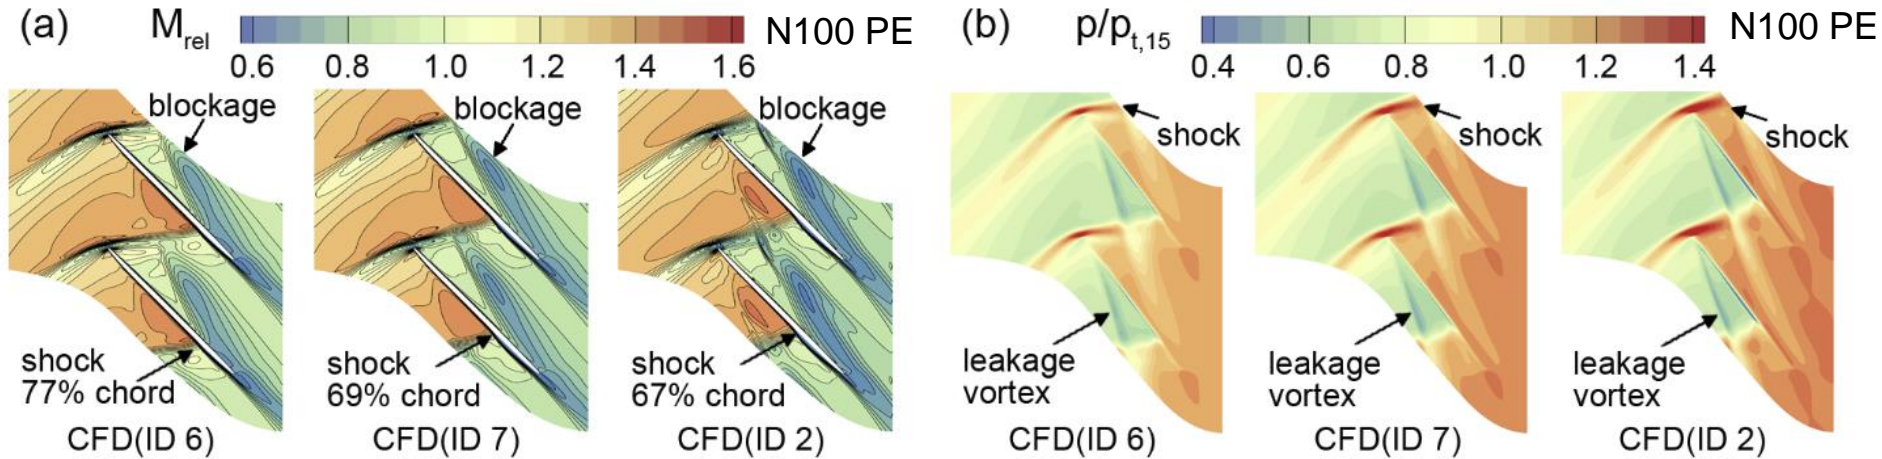 (a) M_rel N100 PE
0.6 0.8 1.0 1.2 1.4 1.6
blockage blockage blockage
shock
77% chord
shock
69% chord
shock
67% chord
CFD(ID 6) CFD(ID 7) CFD(ID 2)
(b) p/p_t,15 N100 PE
0.4 0.6 0.8 1.0 1.2 1.4
shock shock shock
leakage
vortex
leakage
vortex
leakage
vortex
CFD(ID 6) CFD(ID 7) CFD(ID 2)